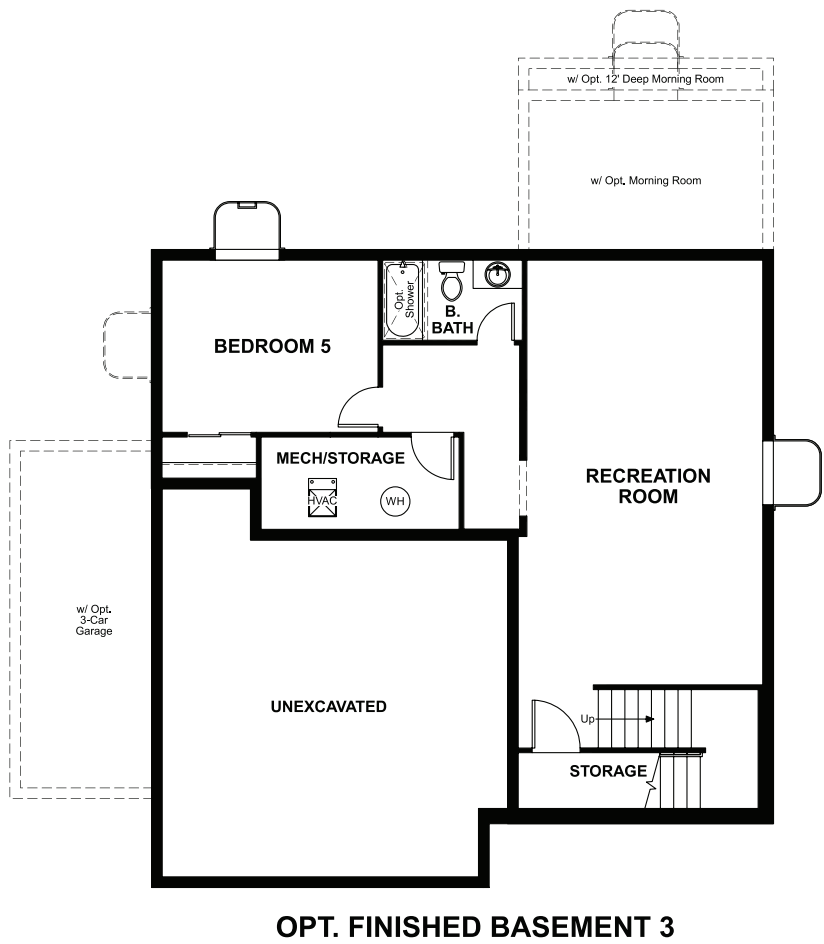 w/ Opt. 12' Deep Morning Room
w/ Opt. Morning Room
Opt.
Shower
B.
BATH
BEDROOM 5
MECH/STORAGE
HVAC
WH
RECREATION
ROOM
w/ Opt.
3-Car
Garage
UNEXCAVATED
Up
STORAGE
OPT. FINISHED BASEMENT 3